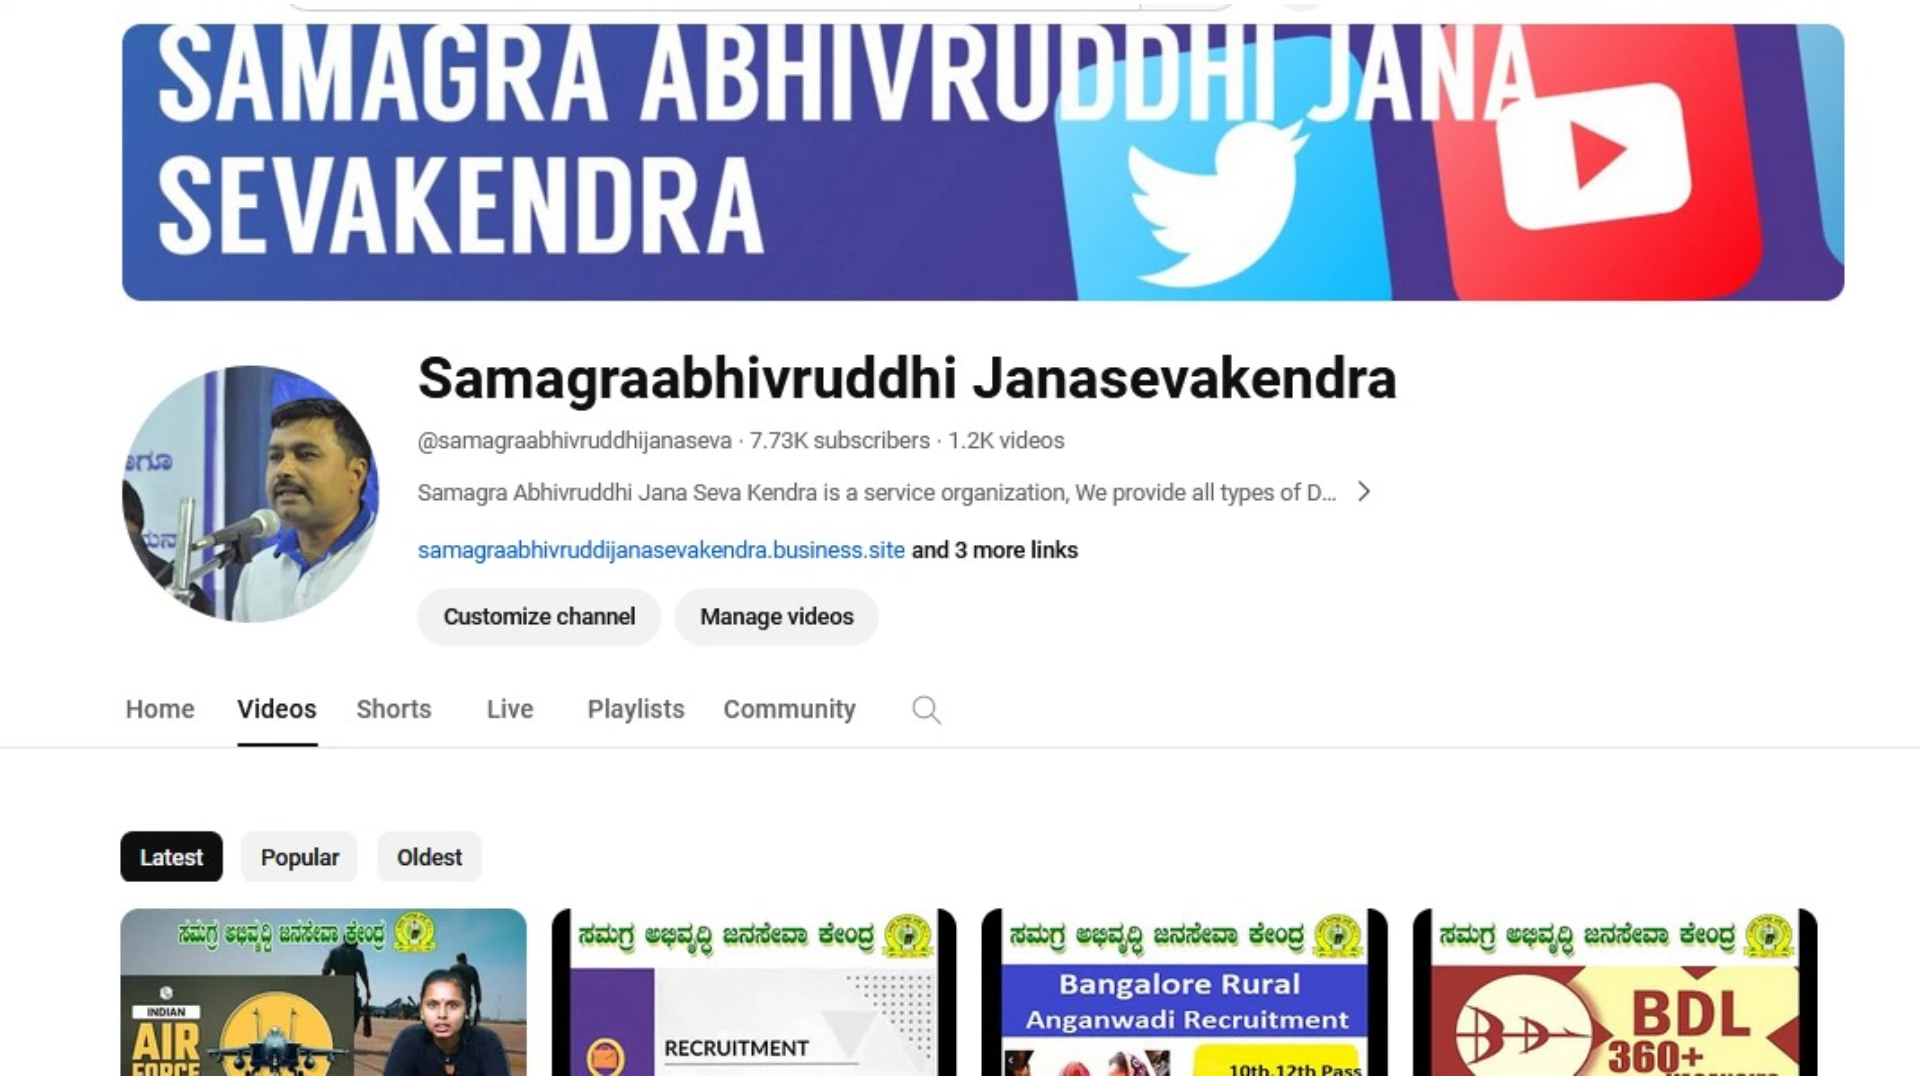 SAMAGRA ABHIVRUDDHI JANA
SEVAKENDRA
Samagraabhivruddhi Janasevakendra
@samagraabhivruddhijanaseva · 7.73K subscribers · 1.2K videos
Samagra Abhivruddhi Jana Seva Kendra is a service organization, We provide all types of D...
samagraabhivruddijanasevakendra.business.site and 3 more links
Customize channel
Manage videos
Home
Videos
Shorts
Live
Playlists
Community
Latest
Popular
Oldest
ಸಮಗ್ರ ಅಭಿವೃದ್ಧಿ ಜನಸೇವಾ ಕೇಂದ್ರ
INDIAN
AIR
FORCE
ಸಮಗ್ರ ಅಭಿವೃದ್ಧಿ ಜನಸೇವಾ ಕೇಂದ್ರ
RECRUITMENT
ಸಮಗ್ರ ಅಭಿವೃದ್ಧಿ ಜನಸೇವಾ ಕೇಂದ್ರ
Bangalore Rural
Anganwadi Recruitment
10th,12th Pass
ಸಮಗ್ರ ಅಭಿವೃದ್ಧಿ ಜನಸೇವಾ ಕೇಂದ್ರ
BDL
360+